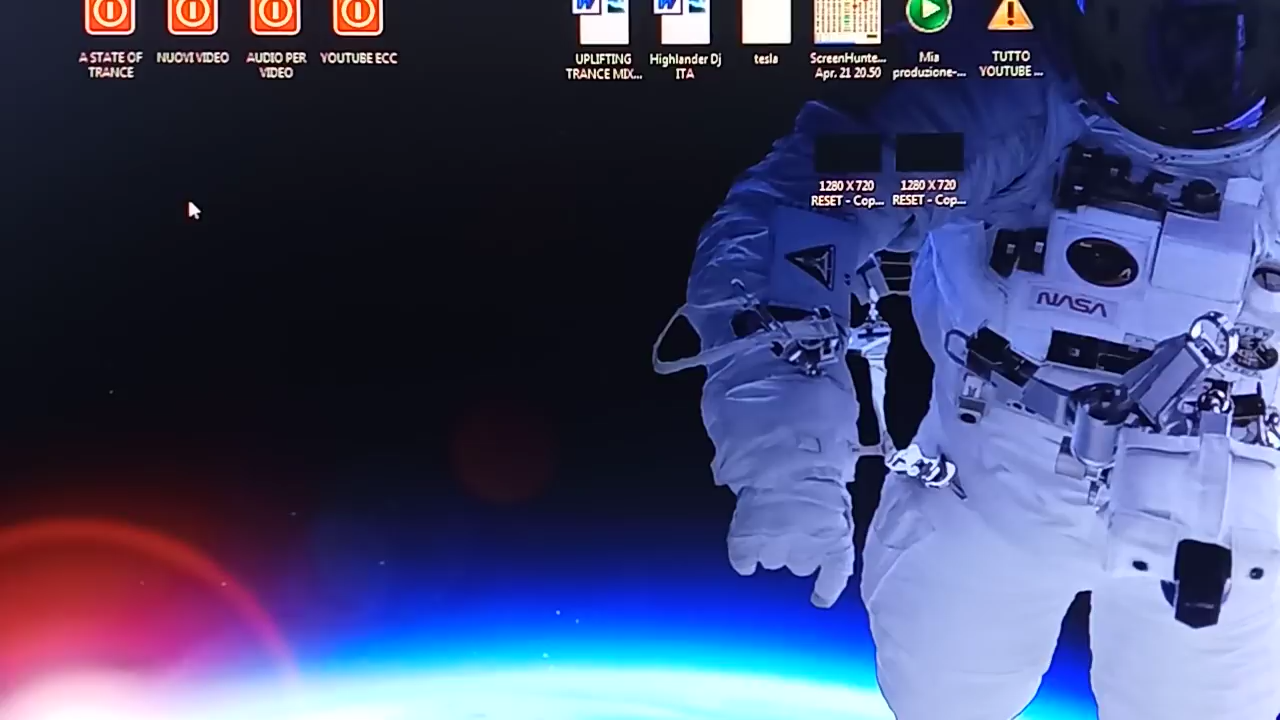 A STATE OF
TRANCE
NUOVI VIDEO
AUDIO PER
VIDEO
YOUTUBE ECC
UPLIFTING
TRANCE MIX...
Highlander Dj
ITA
tesla
ScreenHunte...
Apr. 21 20.50
Mia
produzione-...
TUTTO
YOUTUBE ...
1280 X 720
RESET - Cop...
1280 X 720
RESET - Cop...
NASA